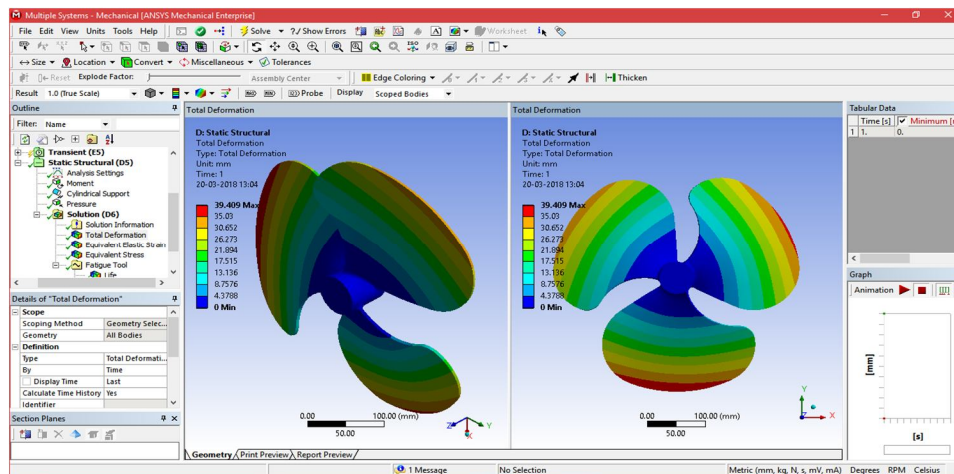 Multiple Systems - Mechanical [ANSYS Mechanical Enterprise]
File Edit View Units Tools Help Solve ?/ Show Errors Worksheet
Size Location Convert Miscellaneous Tolerances
Reset Explode Factor: Assembly Center Edge Coloring Thicken
Result 1.0 (True Scale) Probe Display Scoped Bodies
Outline
Filter: Name
Transient (E5)
Static Structural (D5)
Analysis Settings
Moment
Cylindrical Support
Pressure
Solution (D6)
Solution Information
Total Deformation
Equivalent Elastic Strain
Equivalent Stress
Fatigue Tool
Life
Details of "Total Deformation"
Scope
Scoping Method Geometry Selec...
Geometry All Bodies
Definition
Type Total Deformati...
By Time
Display Time Last
Calculate Time History Yes
Identifier
Section Planes
Total Deformation
D: Static Structural
Total Deformation
Type: Total Deformation
Unit: mm
Time: 1
20-03-2018 13:04
39.409 Max
35.03
30.652
26.273
21.894
17.515
13.136
8.7576
4.3788
0 Min
0.00 100.00 (mm)
50.00
Z Y X
Total Deformation
D: Static Structural
Total Deformation
Type: Total Deformation
Unit: mm
Time: 1
20-03-2018 13:04
39.409 Max
35.03
30.652
26.273
21.894
17.515
13.136
8.7576
4.3788
0 Min
0.00 100.00 (mm)
50.00
Y
Z X
Geometry Print Preview Report Preview
Tabular Data
Time [s] Minimum
1 1. 0.
Graph
Animation
[mm]
[s]
1 Message No Selection Metric (mm, kg, N, s, mV, mA) Degrees RPM Celsius